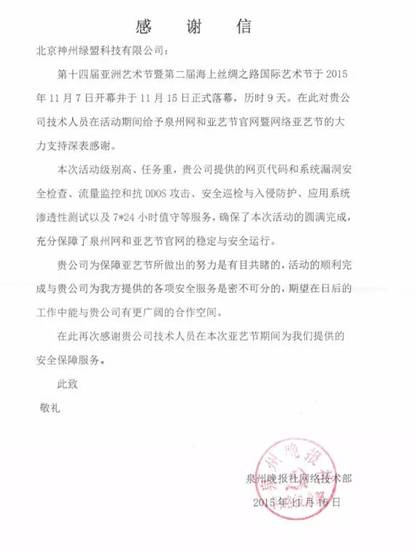 感谢信
北京神州绿盟科技有限公司:
第十四届亚洲艺术节暨第二届海上丝绸之路国际艺术节于2015
年11月7日开幕并于11月15日正式落幕，历时9天。在此对贵公
司技术人员在活动期间给予泉州网和亚艺节官网暨网络亚艺节的大
力支持深表感谢。
本次活动级别高、任务重，贵公司提供的网页代码和系统漏洞安
全检查、流量监控和抗DDOS攻击、安全巡检与入侵防护、应用系统
渗透性测试以及7*24小时值守等服务，确保了本次活动的圆满完成，
充分保障了泉州网和亚艺节官网的稳定与安全运行。
贵公司为保障亚艺节所做出的努力是有目共睹的，活动的顺利完
成与贵公司为我方提供的各项安全服务是密不可分的，期望在日后的
工作中能与贵公司有更广阔的合作空间。
在此再次感谢贵公司技术人员在本次亚艺节期间为我们提供的
安全保障服务。
此致
敬礼
泉州晚报社
泉州晚报社网络技术部
2015年11月16日